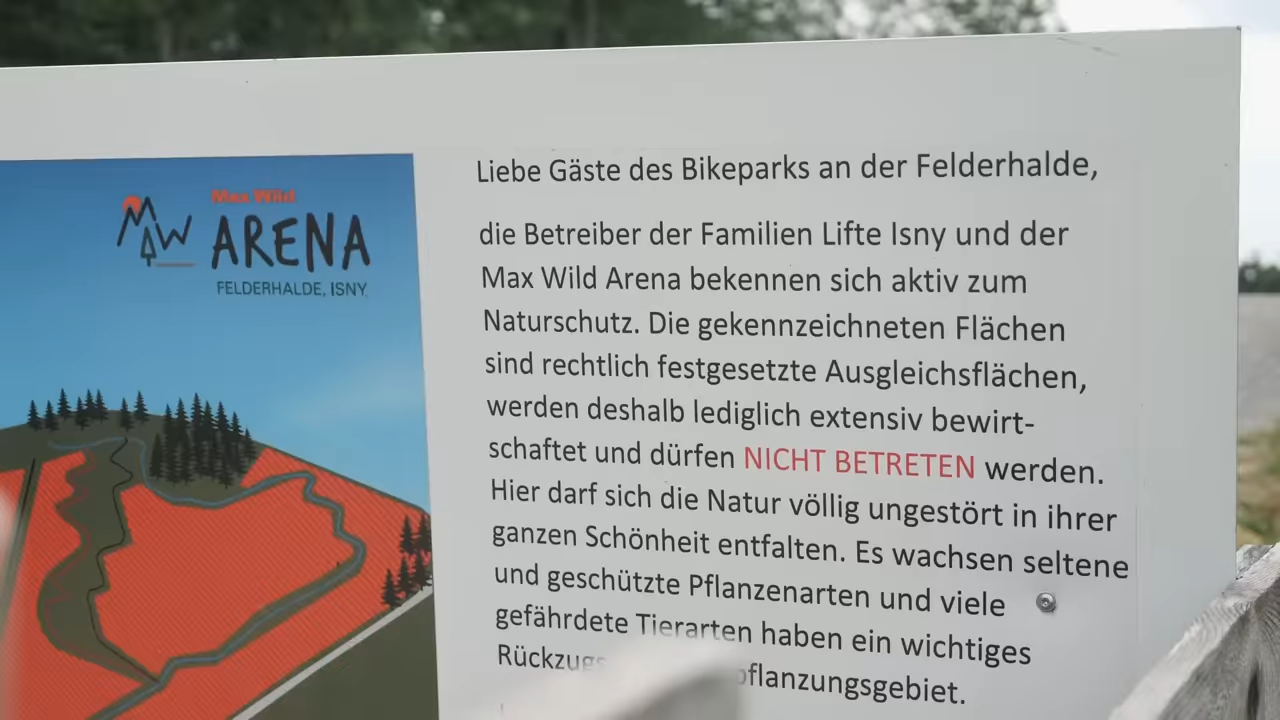 MW
Max Wild
ARENA
FELDERHALDE, ISNY
Liebe Gäste des Bikeparks an der Felderhalde,
die Betreiber der Familien Lifte Isny und der
Max Wild Arena bekennen sich aktiv zum
Naturschutz. Die gekennzeichneten Flächen
sind rechtlich festgesetzte Ausgleichsflächen,
werden deshalb lediglich extensiv bewirt-
schaftet und dürfen NICHT BETRETEN werden.
Hier darf sich die Natur völlig ungestört in ihrer
ganzen Schönheit entfalten. Es wachsen seltene
und geschützte Pflanzenarten und viele
gefährdete Tierarten haben ein wichtiges